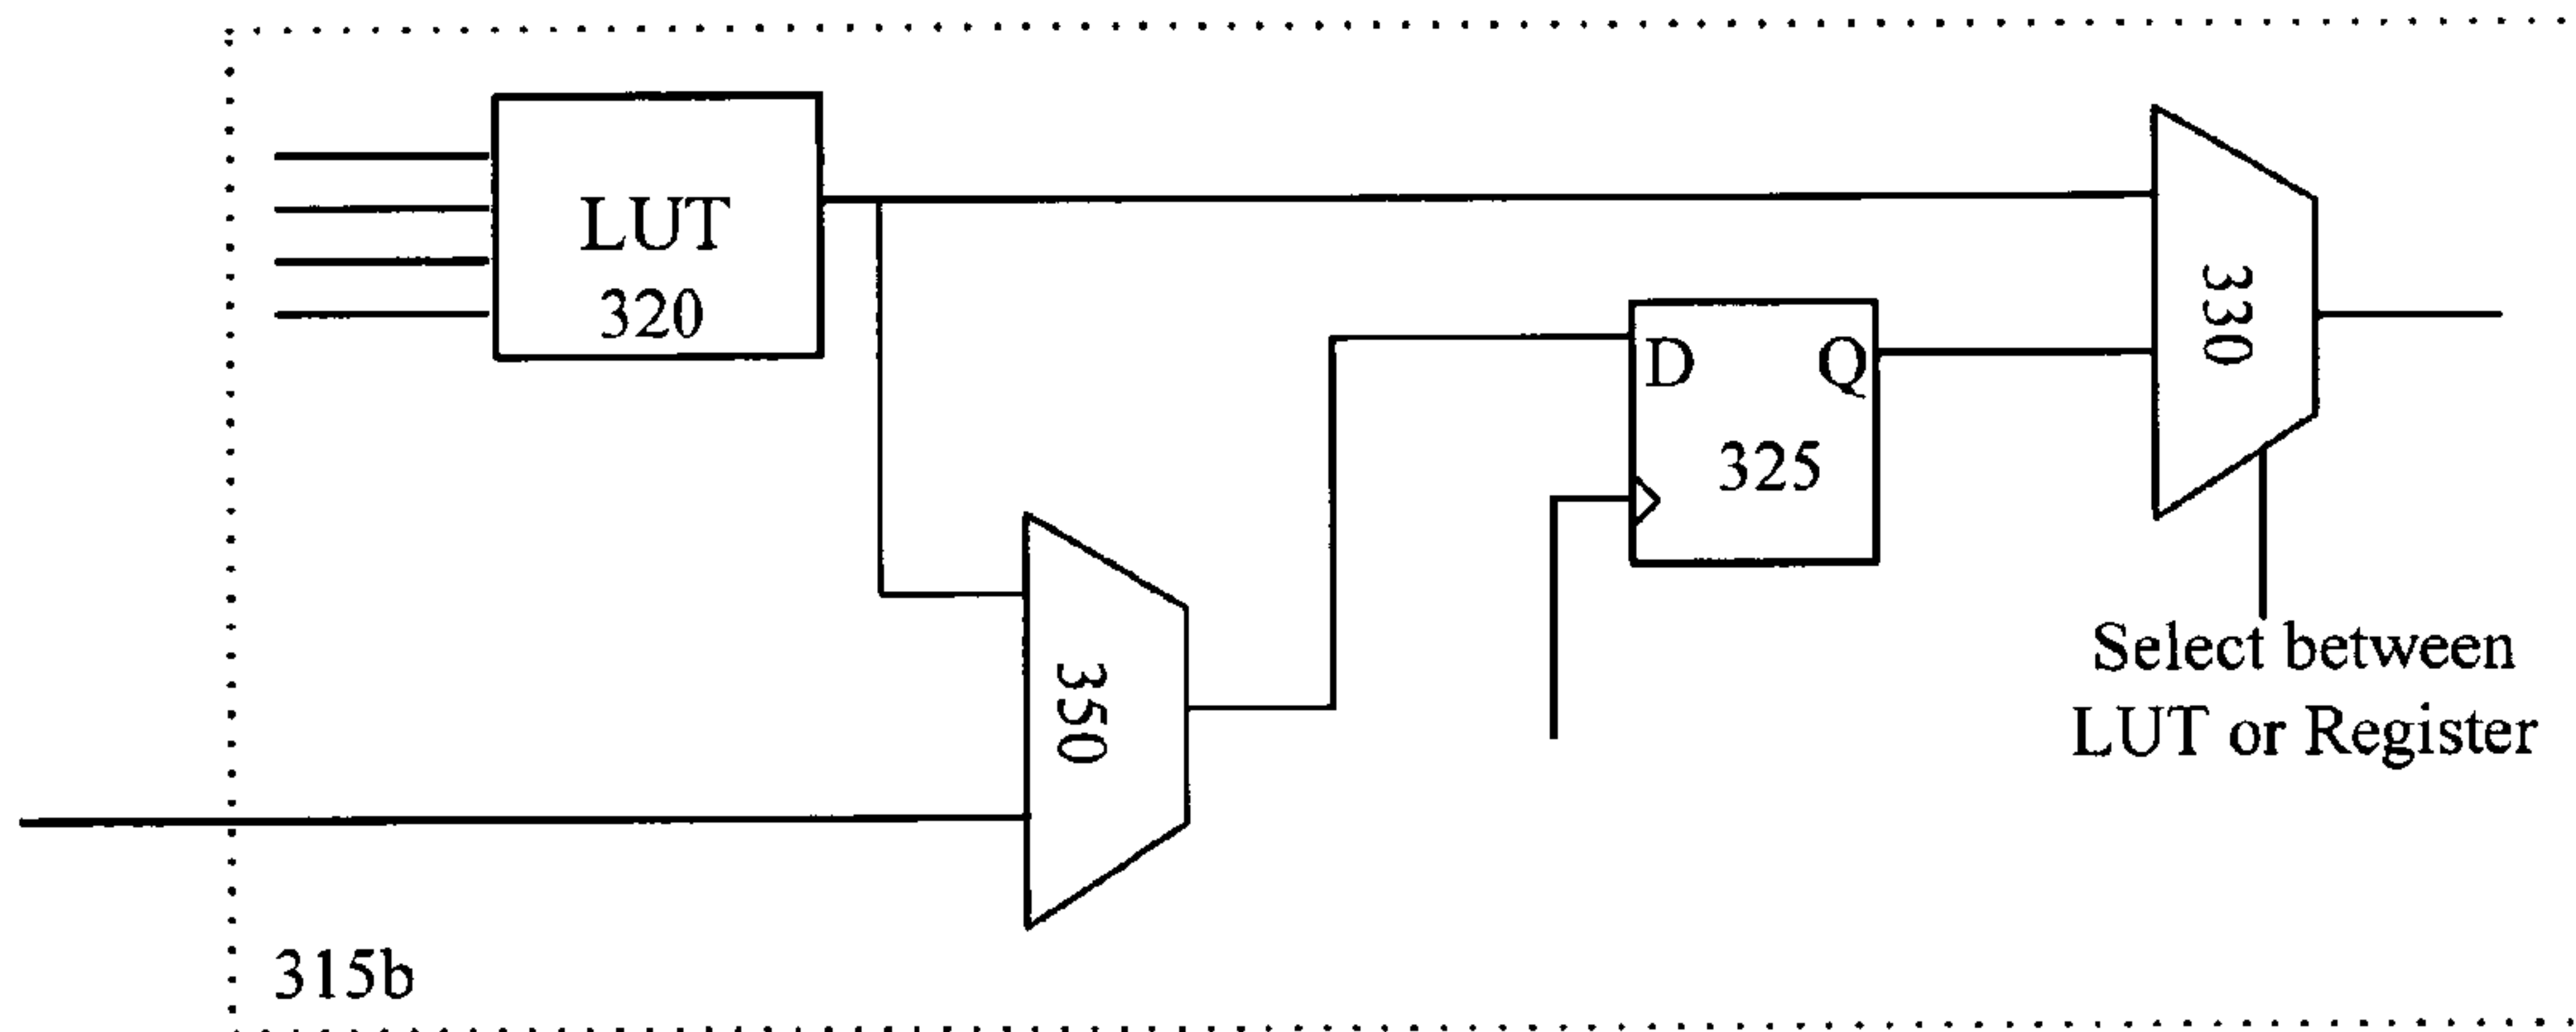 LUT
320
330
D Q
325
350
Select between
LUT or Register
315b